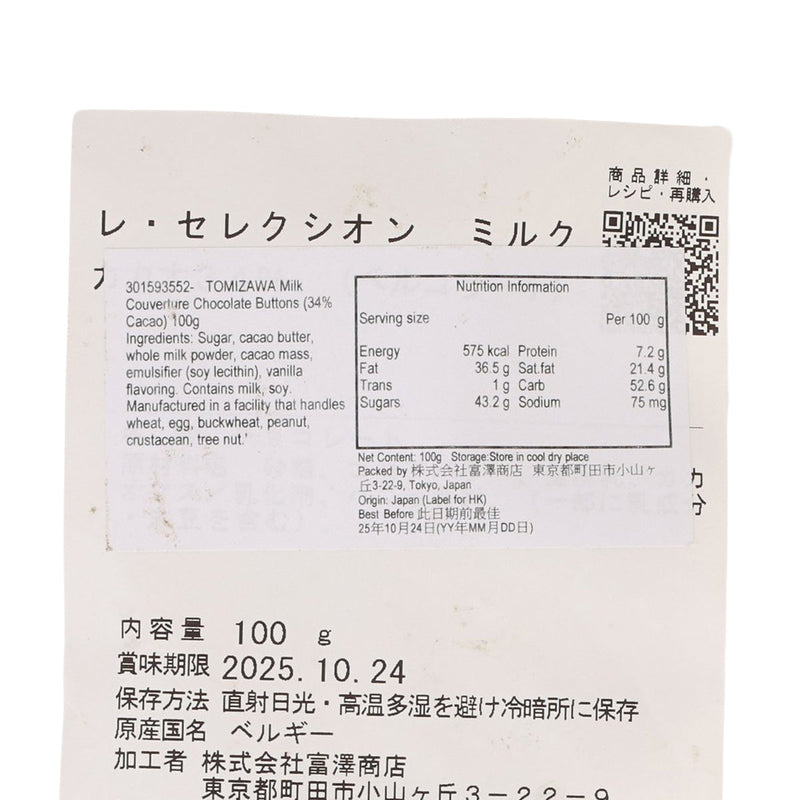 商品詳細・
レシピ・再購入
レ・セレクシオン　ミルク
301593552- TOMIZAWA Milk
Couverture Chocolate Buttons (34%
Cacao) 100g
Ingredients: Sugar, cacao butter,
whole milk powder, cacao mass,
emulsifier (soy lecithin), vanilla
flavoring. Contains milk, soy.
Manufactured in a facility that handles
wheat, egg, buckwheat, peanut,
crustacean, tree nut.'
Nutrition Information
Serving size Per 100 g
Energy 575 kcal Protein 7.2 g
Fat 36.5 g Sat.fat 21.4 g
Trans 1 g Carb 52.6 g
Sugars 43.2 g Sodium 75 mg
Net Content: 100g Storage:Store in cool dry place
Packed by 株式会社富澤商店 東京都町田市小山ヶ
丘3-22-9, Tokyo, Japan
Origin: Japan (Label for HK)
Best Before 此日期前最佳
25年10月24日(YY年MM月DD日)
内容量 100 g
賞味期限 2025.10.24
保存方法 直射日光・高温多湿を避け冷暗所に保存
原産国名 ベルギー
加工者 株式会社富澤商店
東京都町田市小山ヶ丘３－２２－９